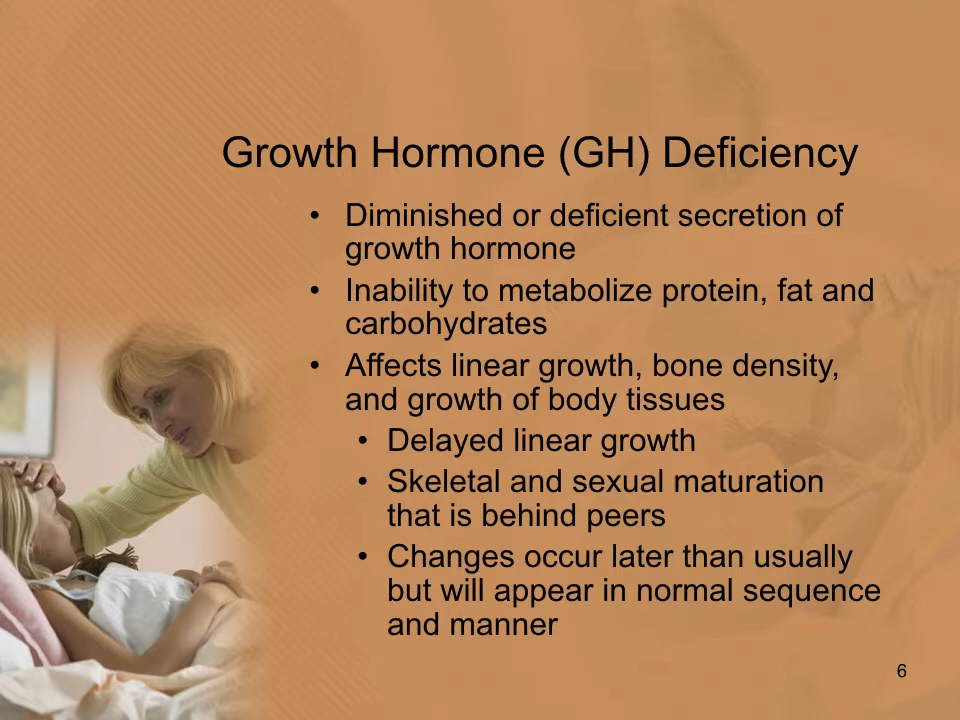 Growth Hormone (GH) Deficiency
• Diminished or deficient secretion of
growth hormone
• Inability to metabolize protein, fat and
carbohydrates
• Affects linear growth, bone density,
and growth of body tissues
• Delayed linear growth
• Skeletal and sexual maturation
that is behind peers
• Changes occur later than usually
but will appear in normal sequence
and manner
6